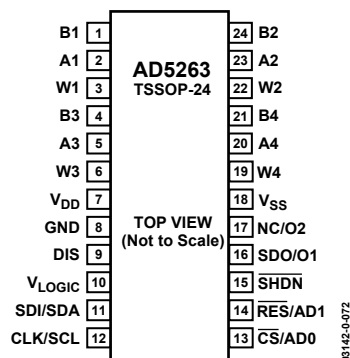 B1 1 24 B2
A1 2 AD5263 23 A2
W1 3 TSSOP-24 22 W2
B3 4 21 B4
A3 5 20 A4
W3 6 19 W4
VDD 7 18 VSS
GND 8 TOP VIEW 17 NC/O2
(Not to Scale)
DIS 9 16 SDO/O1
VLOGIC 10 15 SHDN
SDI/SDA 11 14 RES/AD1
CLK/SCL 12 13 CS/AD0
03142-0-072